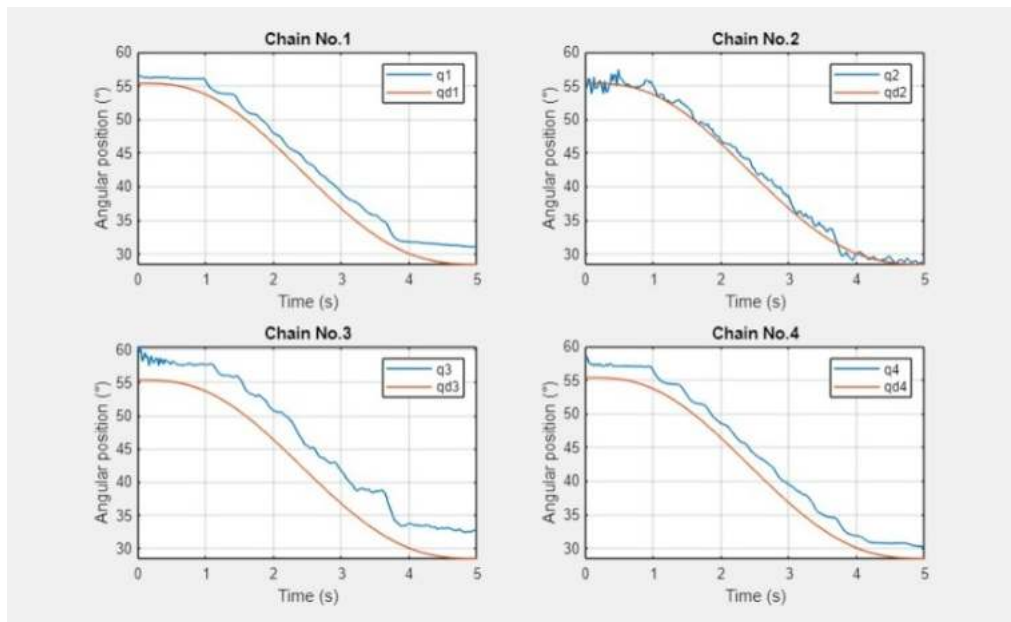 Chain No.1
60
55
50
45
40
35
30
0 1 2 3 4 5
Angular position (°)
Time (s)
q1
qd1
Chain No.2
60
55
50
45
40
35
30
0 1 2 3 4 5
Angular position (°)
Time (s)
q2
qd2
Chain No.3
60
55
50
45
40
35
30
0 1 2 3 4 5
Angular position (°)
Time (s)
q3
qd3
Chain No.4
60
55
50
45
40
35
30
0 1 2 3 4 5
Angular position (°)
Time (s)
q4
qd4